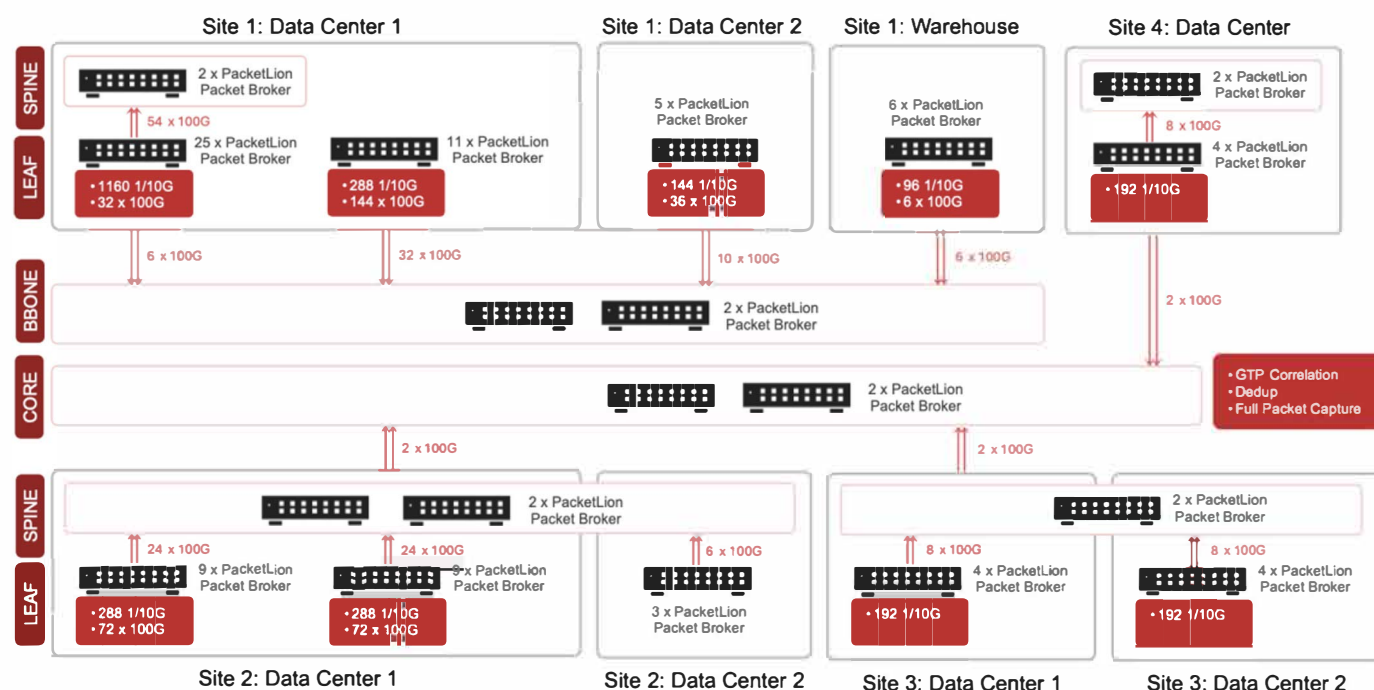 Site 1: Data Center 1
Site 1: Data Center 2
Site 1: Warehouse
Site 4: Data Center
SPINE
2 x PacketLion
Packet Broker
54 x 100G
LEAF
25 x PacketLion
Packet Broker
• 1160 1/10G
• 32 x 100G
11 x PacketLion
Packet Broker
• 288 1/10G
• 144 x 100G
5 x PacketLion
Packet Broker
• 144 1/10G
• 36 x 100G
6 x PacketLion
Packet Broker
• 96 1/10G
• 6 x 100G
2 x PacketLion
Packet Broker
8 x 100G
4 x PacketLion
Packet Broker
• 192 1/10G
6 x 100G
32 x 100G
10 x 100G
6 x 100G
2 x 100G
BBONE
2 x PacketLion
Packet Broker
CORE
2 x PacketLion
Packet Broker
• GTP Correlation
• Dedup
• Full Packet Capture
2 x 100G
2 x 100G
SPINE
2 x PacketLion
Packet Broker
2 x PacketLion
Packet Broker
24 x 100G
24 x 100G
6 x 100G
8 x 100G
8 x 100G
LEAF
9 x PacketLion
Packet Broker
• 288 1/10G
• 72 x 100G
9 x PacketLion
Packet Broker
• 288 1/10G
• 72 x 100G
3 x PacketLion
Packet Broker
4 x PacketLion
Packet Broker
• 192 1/10G
4 x PacketLion
Packet Broker
• 192 1/10G
Site 2: Data Center 1
Site 2: Data Center 2
Site 3: Data Center 1
Site 3: Data Center 2